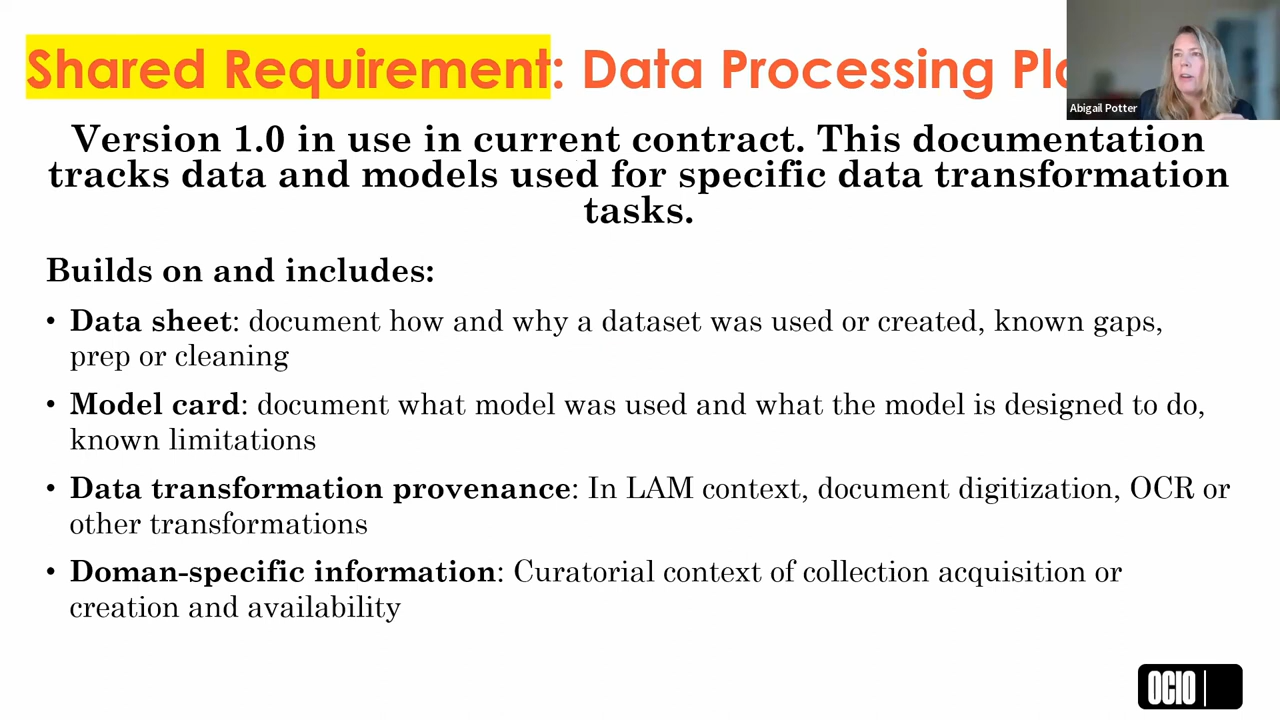 Shared Requirement: Data Processing
Abigail Potter
Version 1.0 in use in current contract. This documentation
tracks data and models used for specific data transformation
tasks.
Builds on and includes:
• Data sheet: document how and why a dataset was used or created, known gaps,
prep or cleaning
• Model card: document what model was used and what the model is designed to do,
known limitations
• Data transformation provenance: In LAM context, document digitization, OCR or
other transformations
• Doman-specific information: Curatorial context of collection acquisition or
creation and availability
OCIO